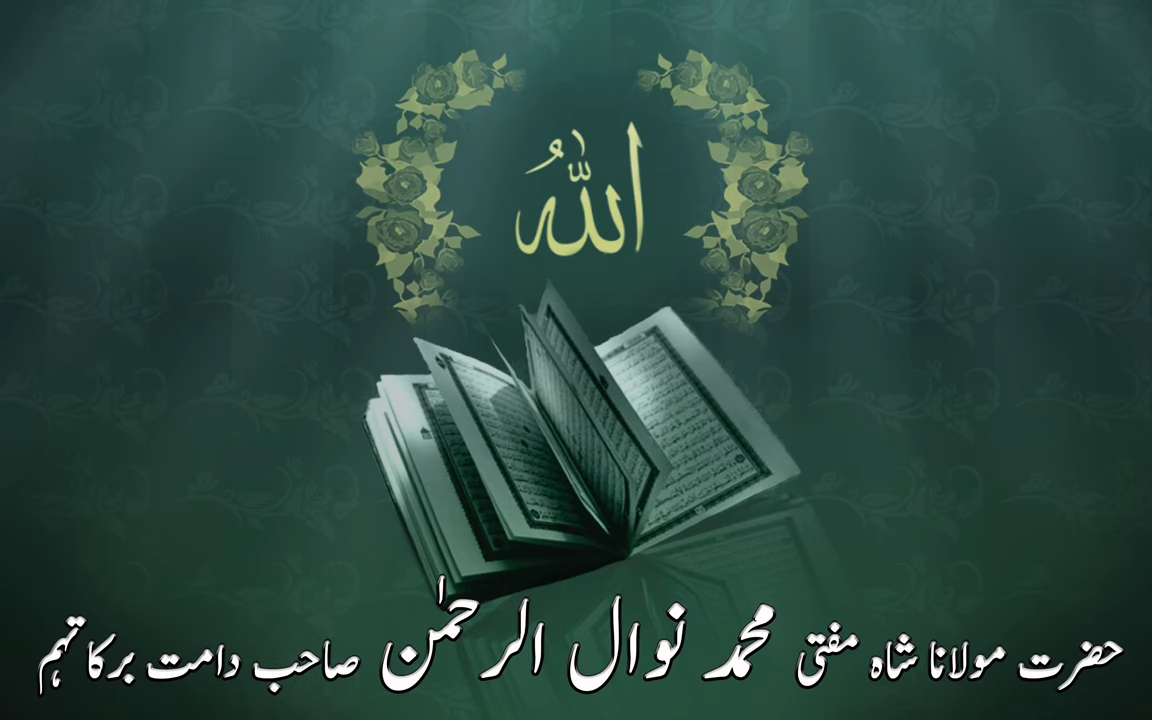 اللهُ
حضرت مولانا شاہ مفتی محمد نوال الرحمٰن صاحب دامت برکاتہم